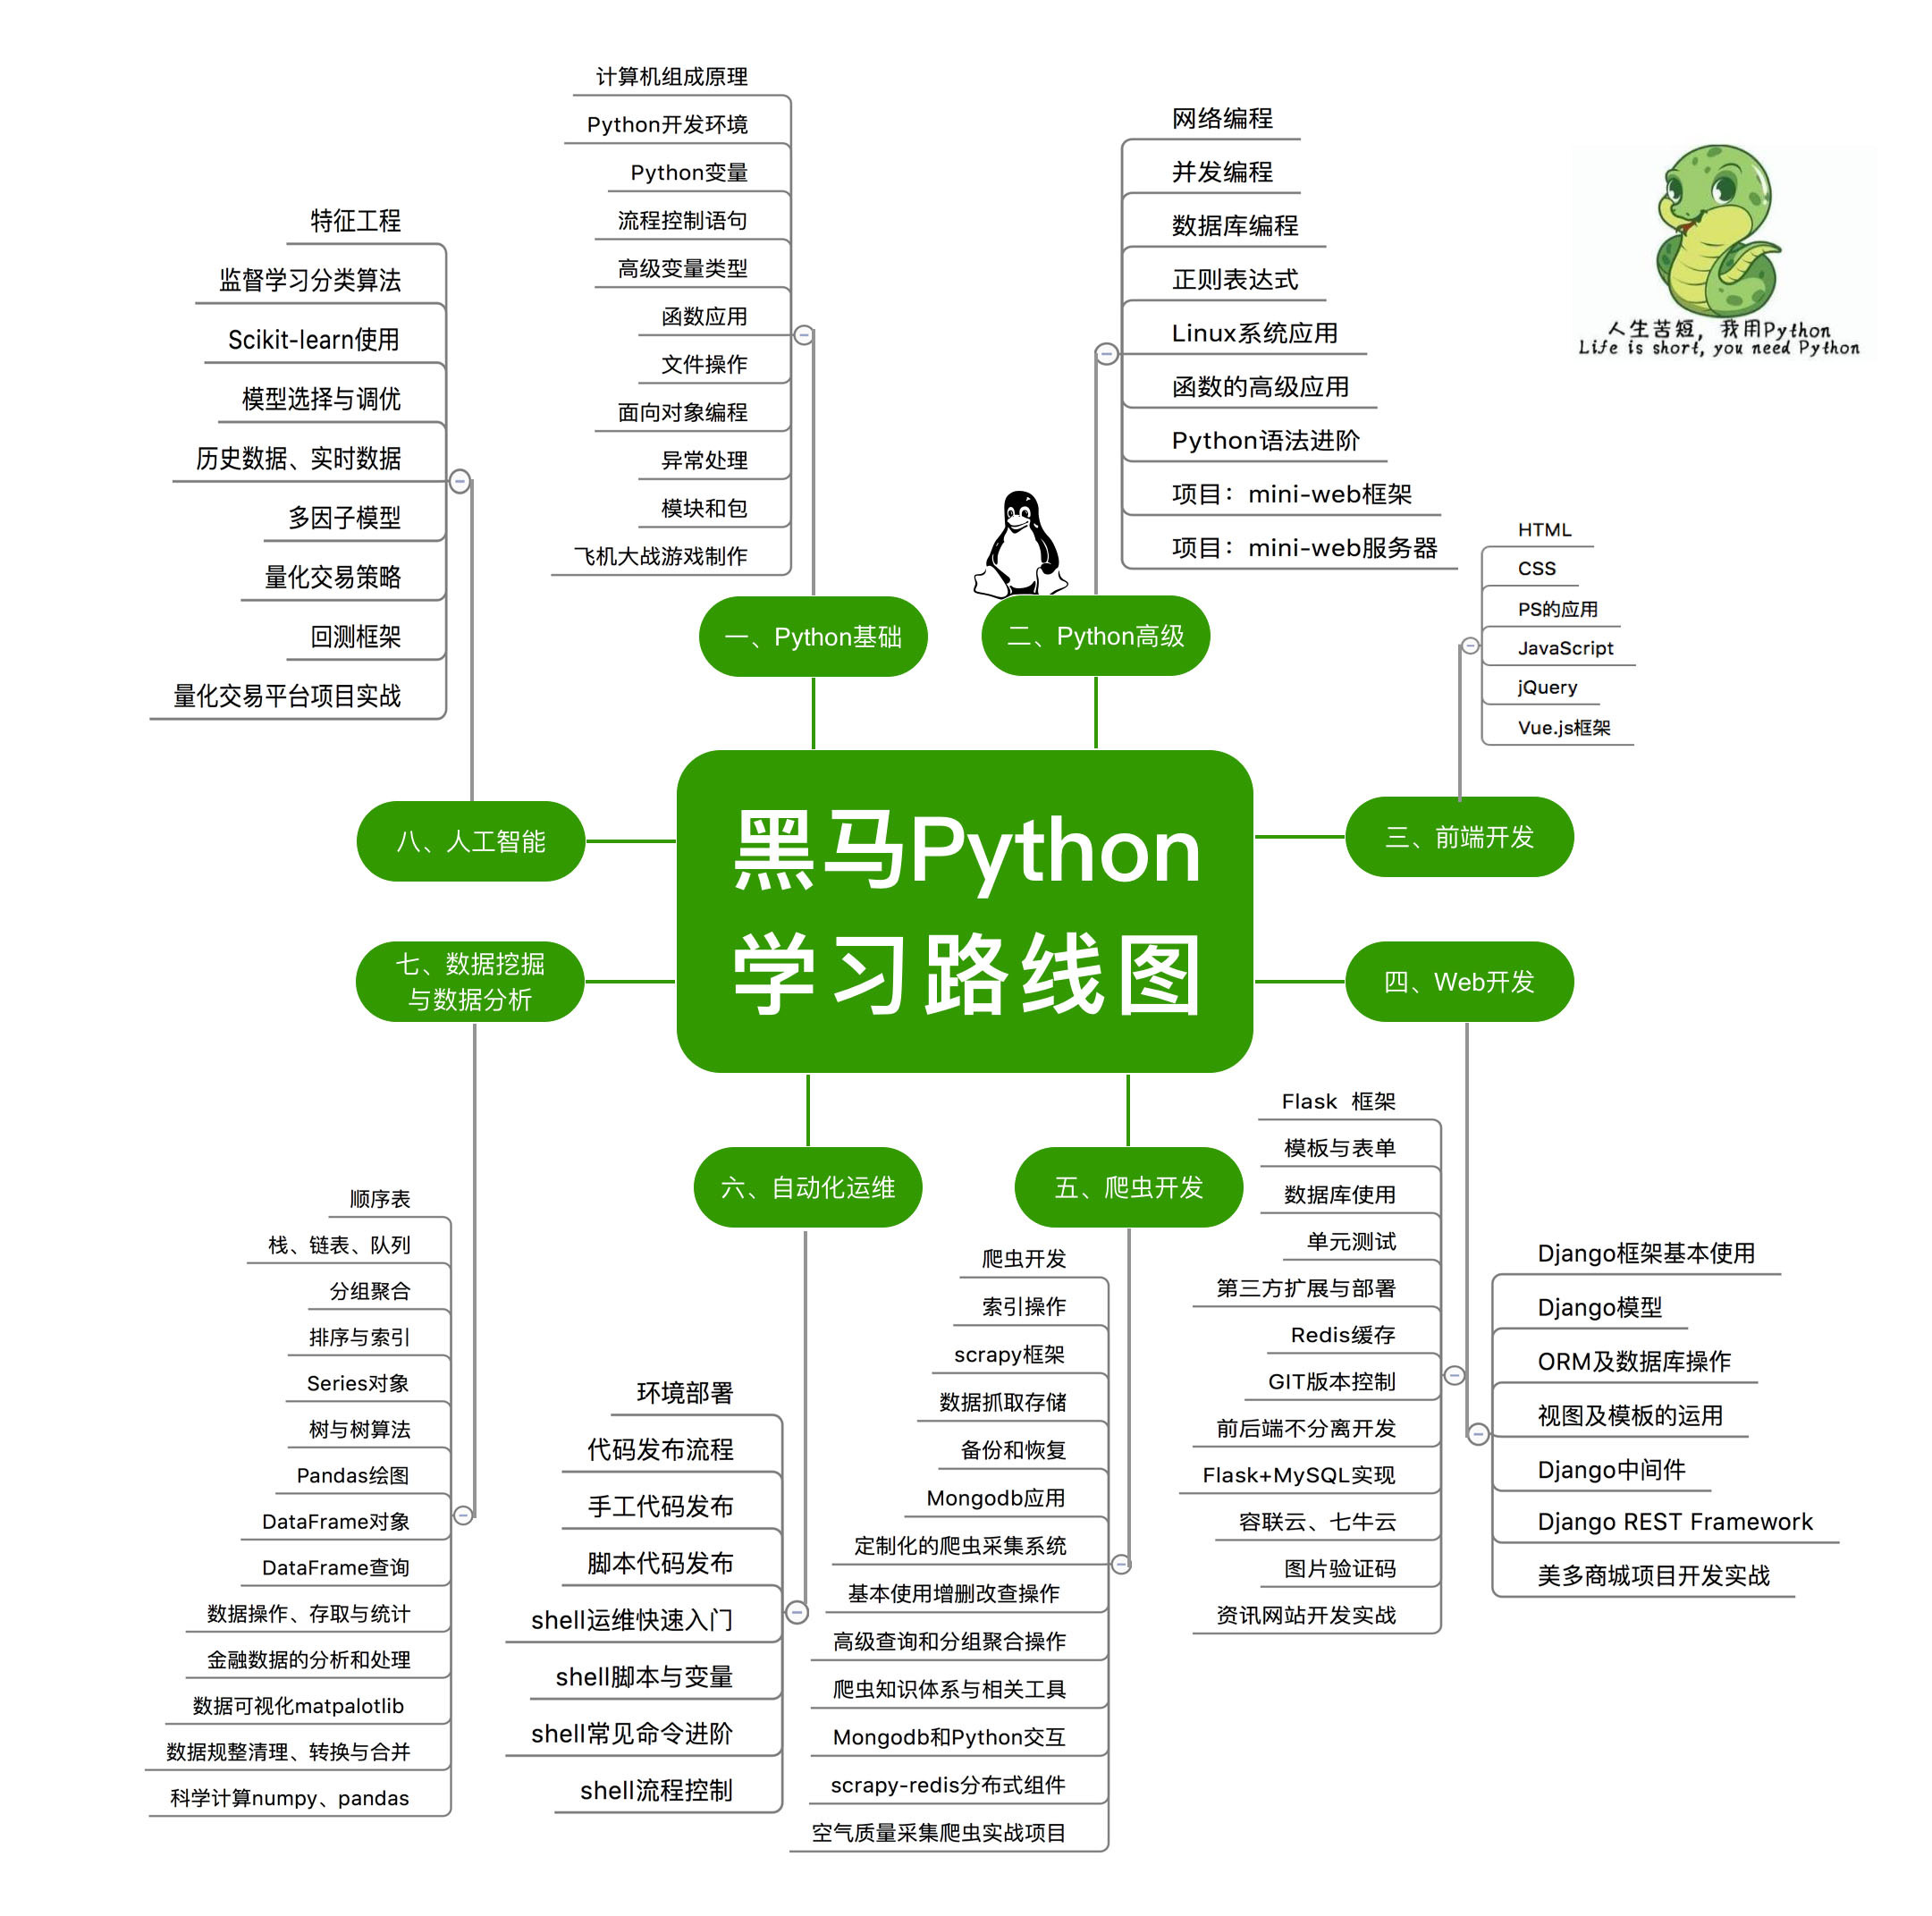 黑马Python
学习路线图
一、Python基础
计算机组成原理
Python开发环境
Python变量
流程控制语句
高级变量类型
函数应用
文件操作
面向对象编程
异常处理
模块和包
飞机大战游戏制作
二、Python高级
网络编程
并发编程
数据库编程
正则表达式
Linux系统应用
函数的高级应用
Python语法进阶
项目：mini-web框架
项目：mini-web服务器
人生苦短，我用Python
Life is short, you need Python
三、前端开发
HTML
CSS
PS的应用
JavaScript
jQuery
Vue.js框架
四、Web开发
Flask 框架
模板与表单
数据库使用
单元测试
第三方扩展与部署
Redis缓存
GIT版本控制
前后端不分离开发
Flask+MySQL实现
容联云、七牛云
图片验证码
资讯网站开发实战
Django框架基本使用
Django模型
ORM及数据库操作
视图及模板的运用
Django中间件
Django REST Framework
美多商城项目开发实战
五、爬虫开发
爬虫开发
索引操作
scrapy框架
数据抓取存储
备份和恢复
Mongodb应用
定制化的爬虫采集系统
基本使用增删改查操作
高级查询和分组聚合操作
爬虫知识体系与相关工具
Mongodb和Python交互
scrapy-redis分布式组件
空气质量采集爬虫实战项目
六、自动化运维
环境部署
代码发布流程
手工代码发布
脚本代码发布
shell运维快速入门
shell脚本与变量
shell常见命令进阶
shell流程控制
七、数据挖掘
与数据分析
顺序表
栈、链表、队列
分组聚合
排序与索引
Series对象
树与树算法
Pandas绘图
DataFrame对象
DataFrame查询
数据操作、存取与统计
金融数据的分析和处理
数据可视化matpalotlib
数据规整清理、转换与合并
科学计算numpy、pandas
八、人工智能
特征工程
监督学习分类算法
Scikit-learn使用
模型选择与调优
历史数据、实时数据
多因子模型
量化交易策略
回测框架
量化交易平台项目实战